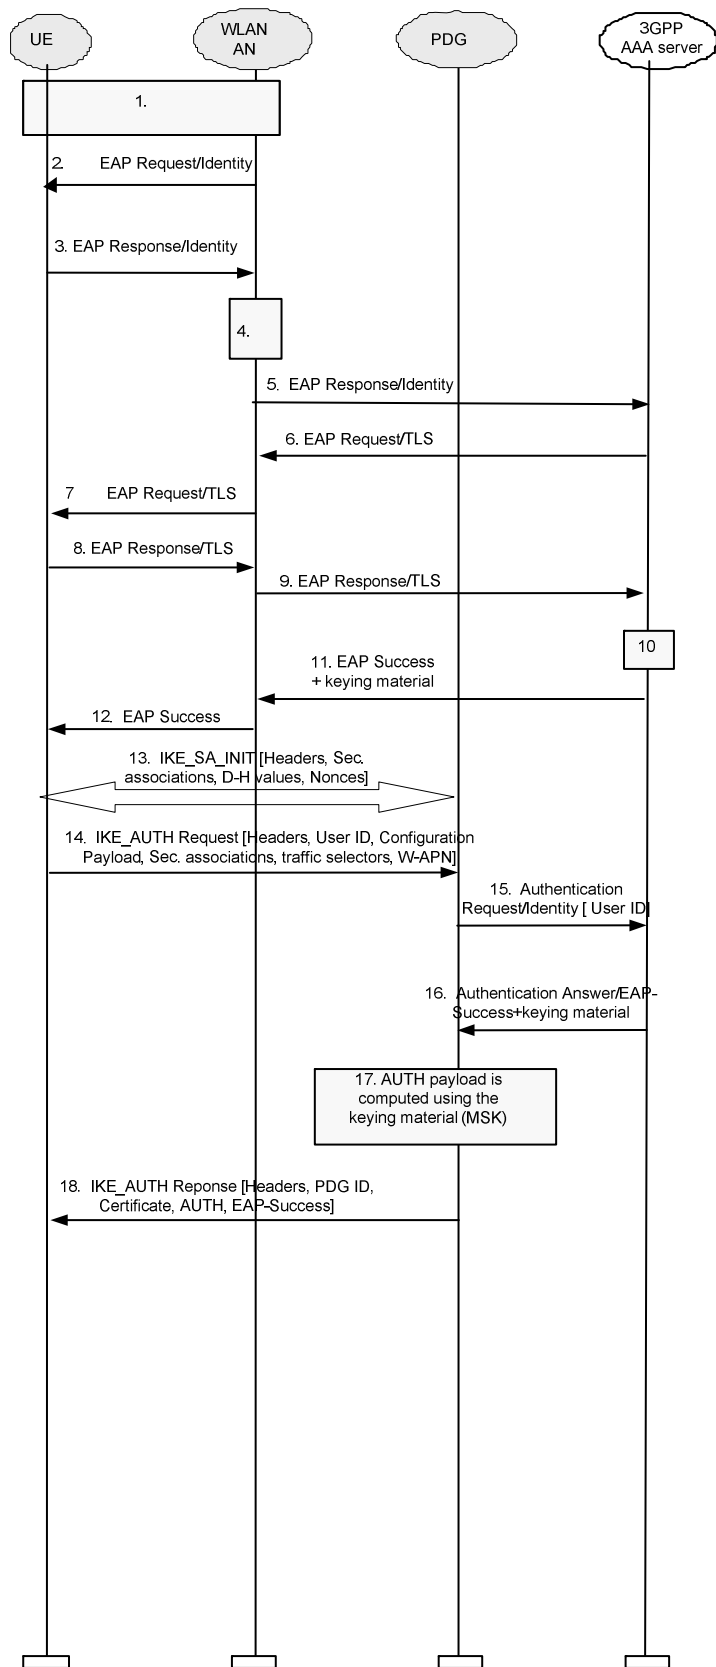 UE
WLAN
AN
PDG
3GPP
AAA server
1.
2. EAP Request/Identity
3. EAP Response/Identity
4.
5. EAP Response/Identity
6. EAP Request/TLS
7 EAP Request/TLS
8. EAP Response/TLS
9. EAP Response/TLS
10
11. EAP Success
+ keying material
12. EAP Success
13. IKE_SA_INIT [Headers, Sec.
associations, D-H values, Nonces]
14. IKE_AUTH Request [Headers, User ID, Configuration
Payload, Sec. associations, traffic selectors, W-APN]
15. Authentication
Request/Identity [ User ID]
16. Authentication Answer/EAP-
Success+keying material
17. AUTH payload is
computed using the
keying material (MSK)
18. IKE_AUTH Reponse [Headers, PDG ID,
Certificate, AUTH, EAP-Success]